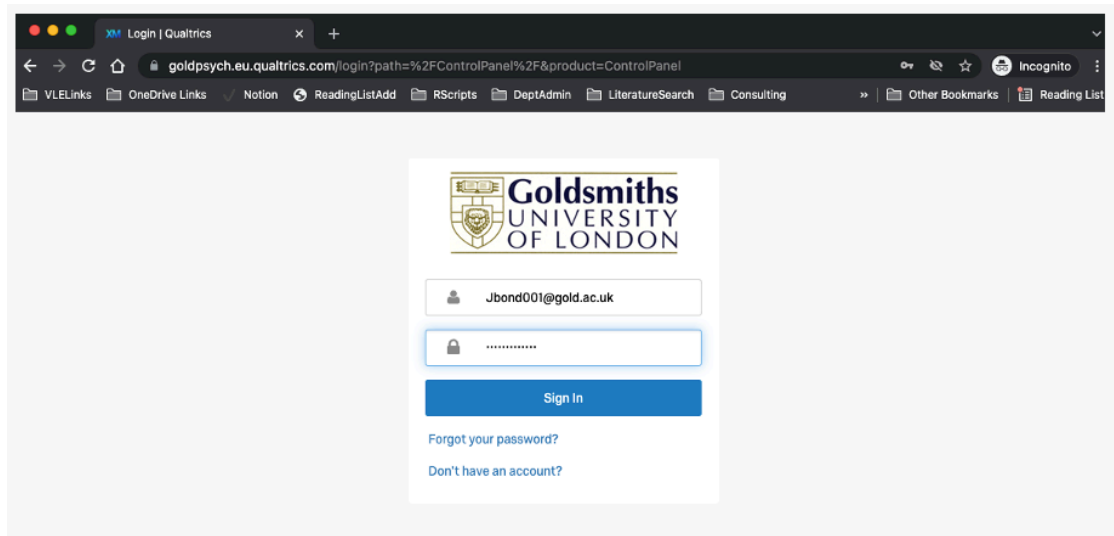 XM Login | Qualtrics
goldpsych.eu.qualtrics.com/login?path=%2FControlPanel%2F&product=ControlPanel Incognito
VLELinks OneDrive Links Notion ReadingListAdd RScripts DeptAdmin LiteratureSearch Consulting » Other Bookmarks Reading List
Goldsmiths
UNIVERSITY
OF LONDON
Jbond001@gold.ac.uk
·············
Sign In
Forgot your password?
Don't have an account?